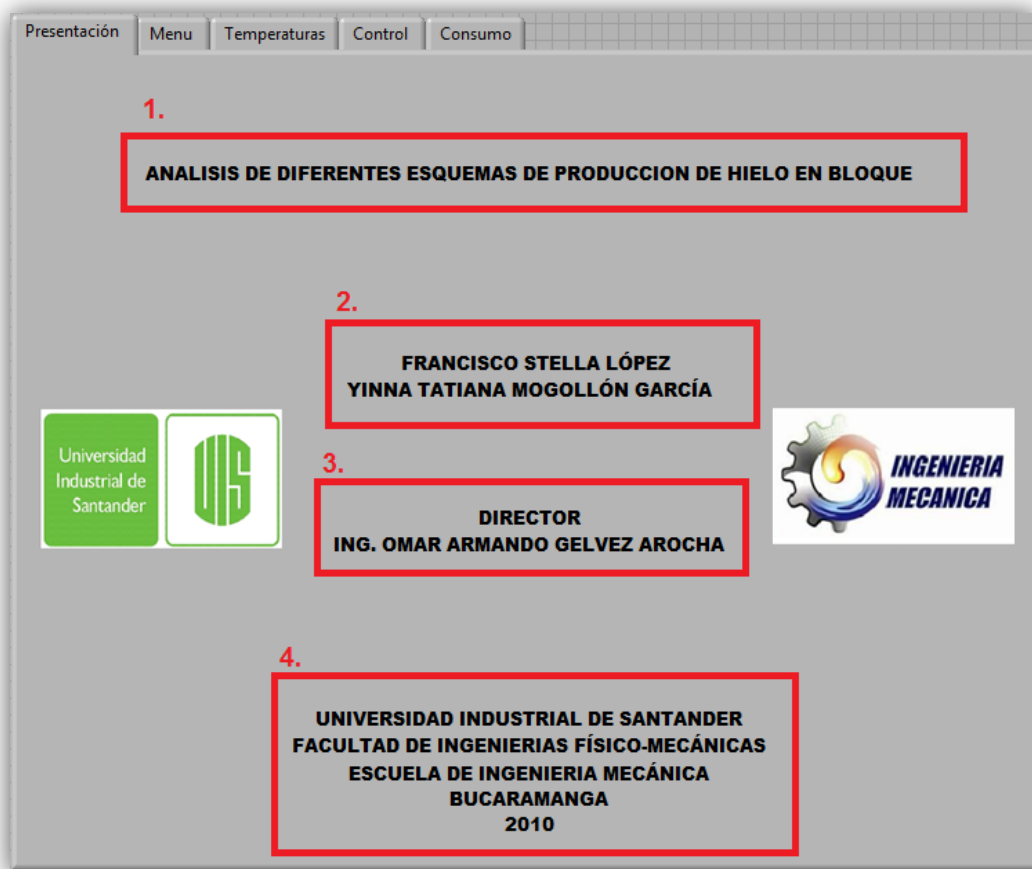 Presentación Menu Temperaturas Control Consumo
1.
ANALISIS DE DIFERENTES ESQUEMAS DE PRODUCCION DE HIELO EN BLOQUE
2.
FRANCISCO STELLA LÓPEZ
YINNA TATIANA MOGOLLÓN GARCÍA
Universidad
Industrial de
Santander
UIS
INGENIERIA
MECANICA
3.
DIRECTOR
ING. OMAR ARMANDO GELVEZ AROCHA
4.
UNIVERSIDAD INDUSTRIAL DE SANTANDER
FACULTAD DE INGENIERIAS FÍSICO-MECÁNICAS
ESCUELA DE INGENIERIA MECÁNICA
BUCARAMANGA
2010